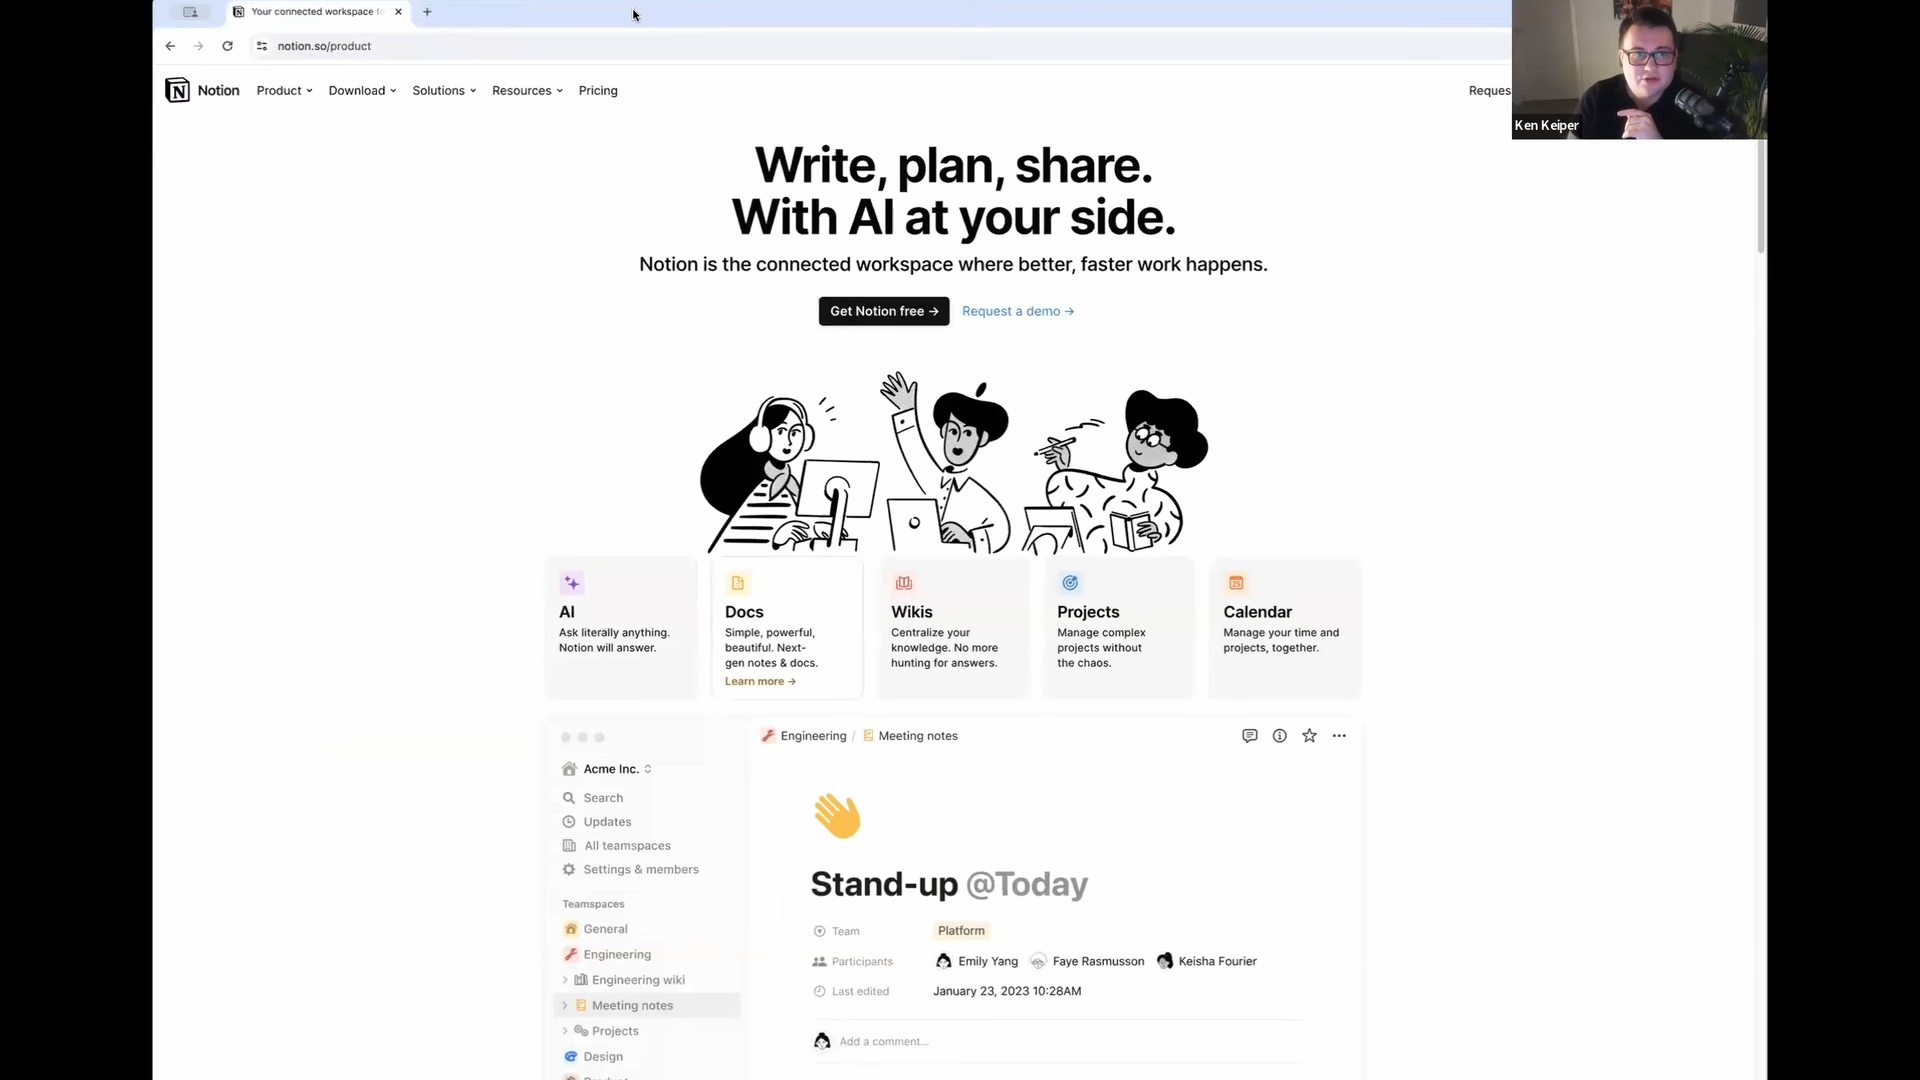 Your connected workspace fo
notion.so/product
Notion
Product
Download
Solutions
Resources
Pricing
Reques
Ken Keiper
Write, plan, share.
With AI at your side.
Notion is the connected workspace where better, faster work happens.
Get Notion free →
Request a demo →
AI
Ask literally anything.
Notion will answer.
Docs
Simple, powerful,
beautiful. Next-
gen notes & docs.
Learn more →
Wikis
Centralize your
knowledge. No more
hunting for answers.
Projects
Manage complex
projects without
the chaos.
Calendar
Manage your time and
projects, together.
Acme Inc.
Search
Updates
All teamspaces
Settings & members
Teamspaces
General
Engineering
Engineering wiki
Meeting notes
Projects
Design
Engineering / Meeting notes
Stand-up @Today
Team Platform
Participants Emily Yang Faye Rasmusson Keisha Fourier
Last edited January 23, 2023 10:28AM
Add a comment...